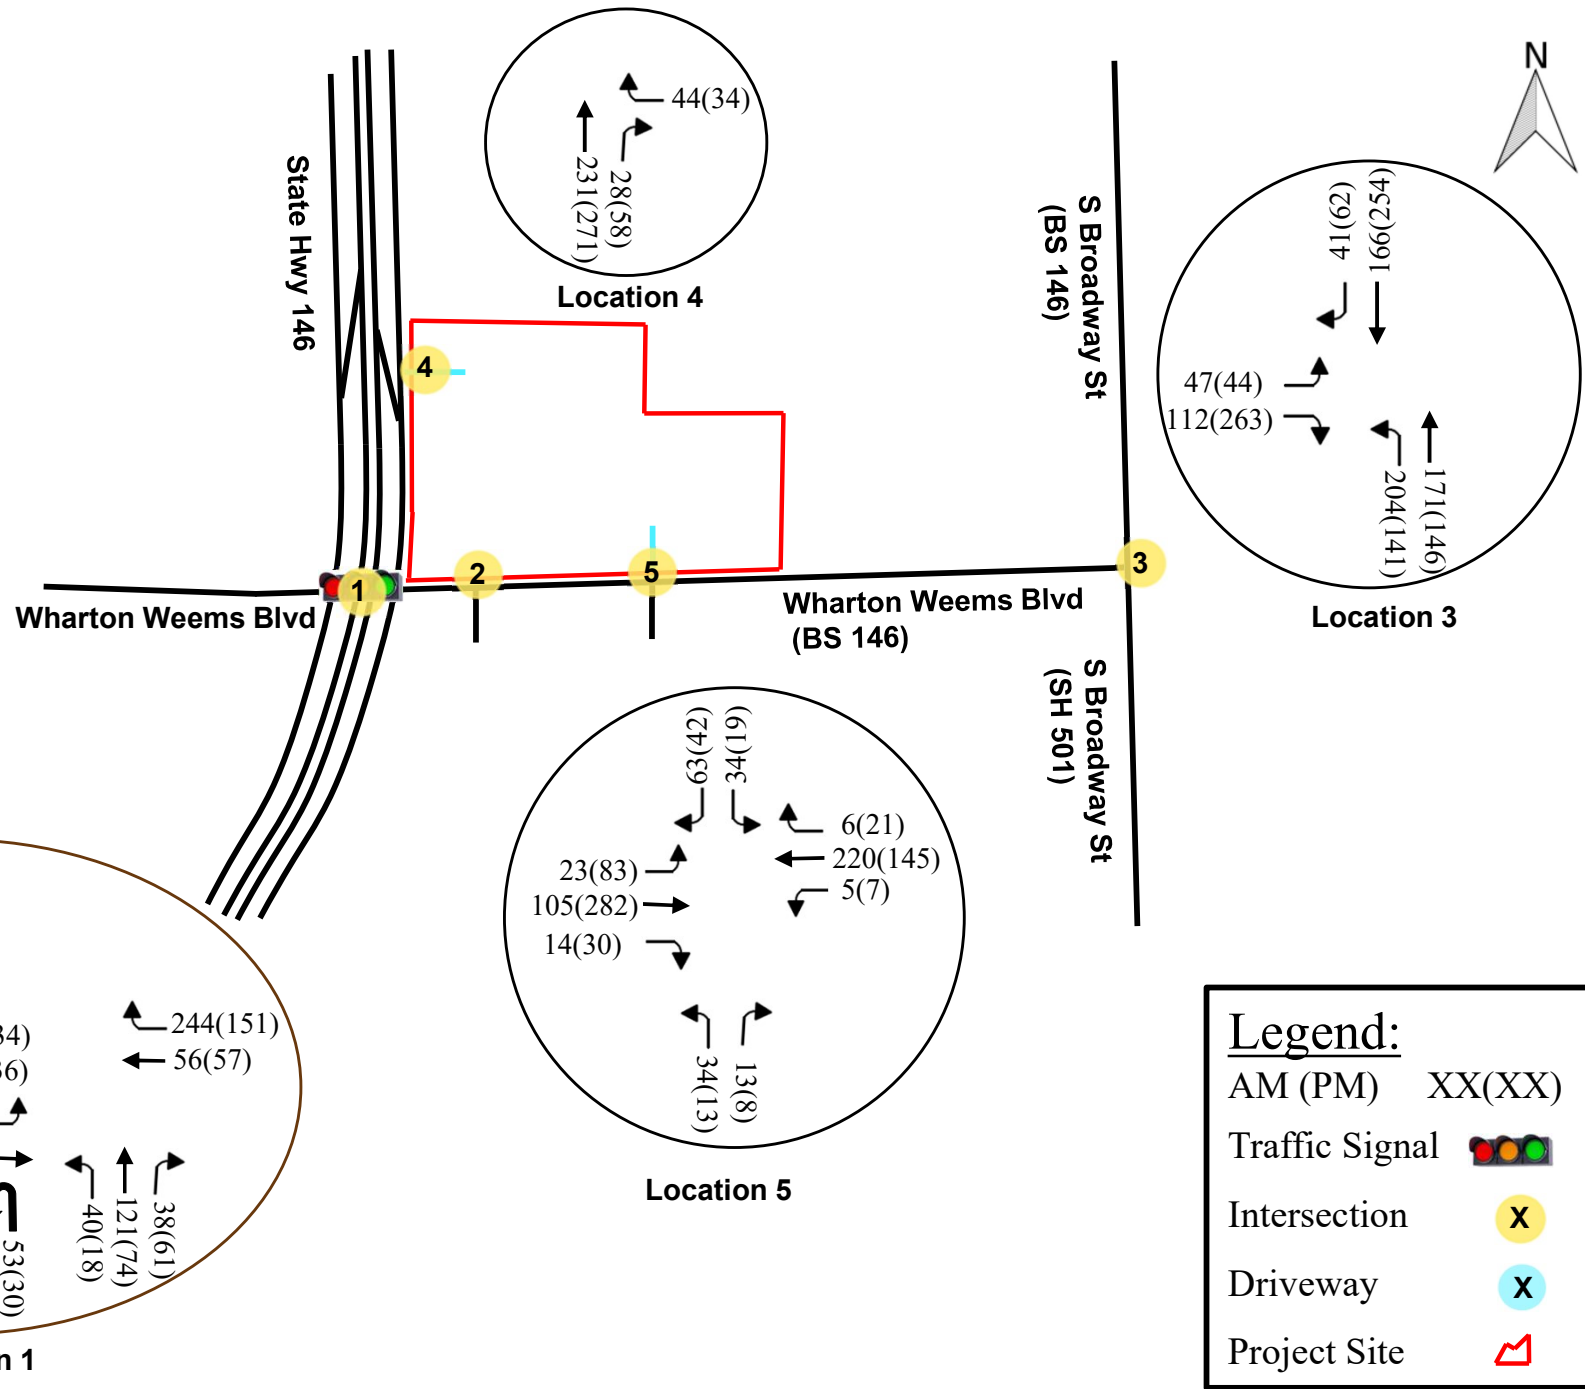 N
44(34)
231(271)
28(58)
Location 4
State Hwy 146
S Broadway St
(BS 146)
41(62)
166(254)
47(44)
112(263)
204(141)
171(146)
Location 3
4
1
2
5
3
Wharton Weems Blvd
Wharton Weems Blvd
(BS 146)
S Broadway St
(SH 501)
63(42)
34(19)
6(21)
220(145)
5(7)
23(83)
105(282)
14(30)
34(13)
13(8)
Location 5
34)
36)
244(151)
56(57)
53(30)
40(18)
121(74)
38(61)
n 1
Legend:
AM (PM) XX(XX)
Traffic Signal
Intersection X
Driveway X
Project Site